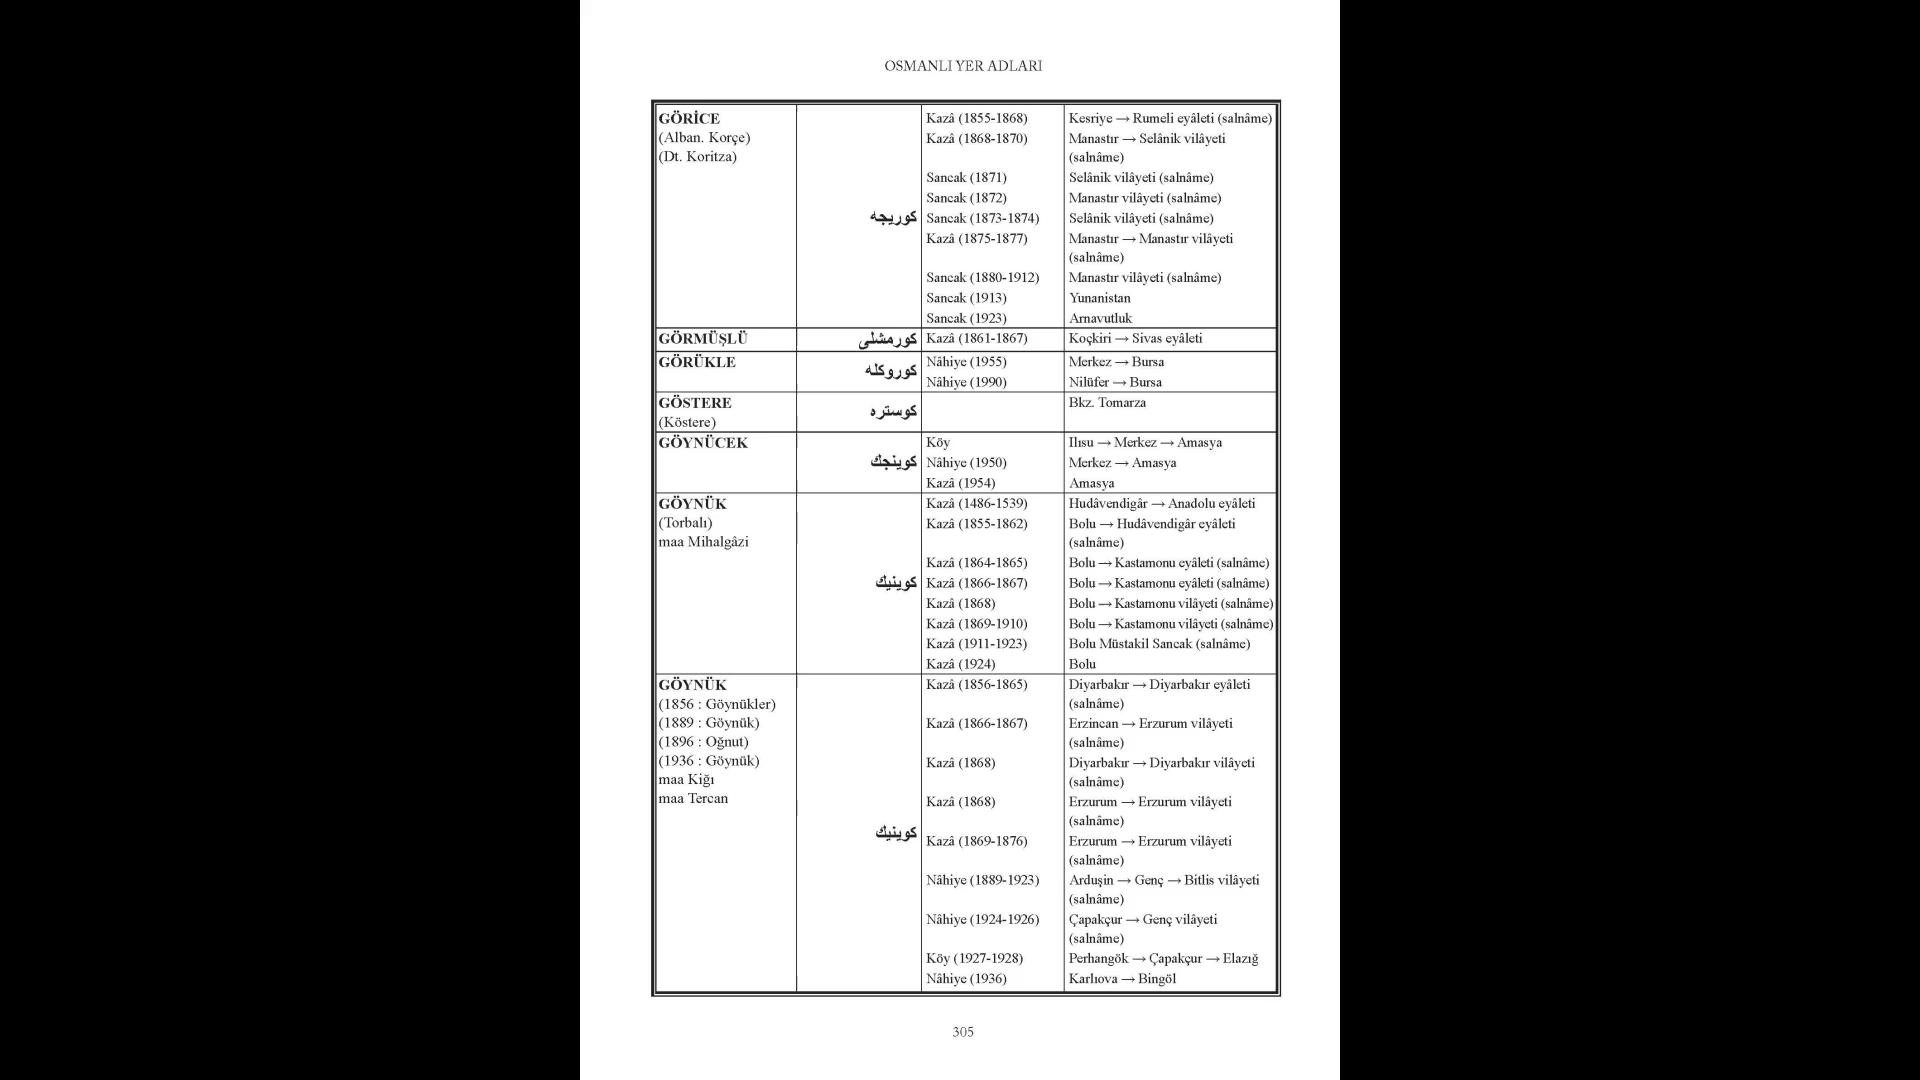 OSMANLI YER ADLARI
GÖRİCE
(Alban. Korçe)
(Dt. Koritza)
كوريجه
Kazâ (1855-1868) Kesriye → Rumeli eyâleti (salnâme)
Kazâ (1868-1870) Manastır → Selânik vilâyeti
(salnâme)
Sancak (1871) Selânik vilâyeti (salnâme)
Sancak (1872) Manastır vilâyeti (salnâme)
Sancak (1873-1874) Selânik vilâyeti (salnâme)
Kazâ (1875-1877) Manastır → Manastır vilâyeti
(salnâme)
Sancak (1880-1912) Manastır vilâyeti (salnâme)
Sancak (1913) Yunanistan
Sancak (1923) Arnavutluk
GÖRMÜŞLÜ كورمشلى Kazâ (1861-1867) Koçkiri → Sivas eyâleti
GÖRÜKLE
كوروكله
Nâhiye (1955) Merkez → Bursa
Nâhiye (1990) Nilüfer → Bursa
GÖSTERE
(Köstere)
كوستره
Bkz. Tomarza
GÖYNÜCEK
كوينجك
Köy Ilısu → Merkez → Amasya
Nâhiye (1950) Merkez → Amasya
Kazâ (1954) Amasya
GÖYNÜK
(Torbalı)
maa Mihalgâzi
كوينيك
Kazâ (1486-1539) Hudâvendigâr → Anadolu eyâleti
Kazâ (1855-1862) Bolu → Hudâvendigâr eyâleti
(salnâme)
Kazâ (1864-1865) Bolu → Kastamonu eyâleti (salnâme)
Kazâ (1866-1867) Bolu → Kastamonu eyâleti (salnâme)
Kazâ (1868) Bolu → Kastamonu vilâyeti (salnâme)
Kazâ (1869-1910) Bolu → Kastamonu vilâyeti (salnâme)
Kazâ (1911-1923) Bolu Müstakil Sancak (salnâme)
Kazâ (1924) Bolu
GÖYNÜK
(1856 : Göynükler)
(1889 : Göynük)
(1896 : Oğnut)
(1936 : Göynük)
maa Kiğı
maa Tercan
كوينيك
Kazâ (1856-1865) Diyarbakır → Diyarbakır eyâleti
(salnâme)
Kazâ (1866-1867) Erzincan → Erzurum vilâyeti
(salnâme)
Kazâ (1868) Diyarbakır → Diyarbakır vilâyeti
(salnâme)
Kazâ (1868) Erzurum → Erzurum vilâyeti
(salnâme)
Kazâ (1869-1876) Erzurum → Erzurum vilâyeti
(salnâme)
Nâhiye (1889-1923) Arduşin → Genç → Bitlis vilâyeti
(salnâme)
Nâhiye (1924-1926) Çapakçur → Genç vilâyeti
(salnâme)
Köy (1927-1928) Perhangök → Çapakçur → Elazığ
Nâhiye (1936) Karlıova → Bingöl
305